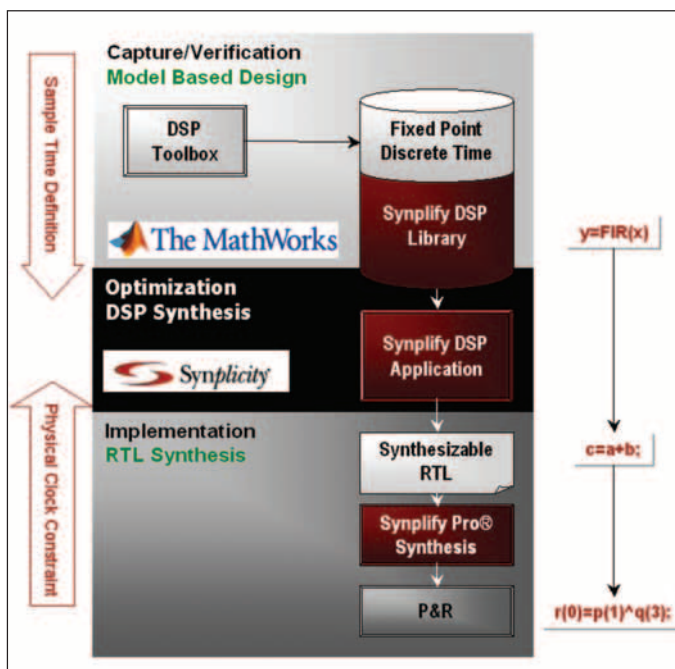 Sample Time Definition
Capture/Verification
Model Based Design
DSP
Toolbox
Fixed Point
Discrete Time
Synplify DSP
Library
The MathWorks
y=FIR(x)
Optimization
DSP Synthesis
Synplicity®
Synplify DSP
Application
Physical Clock Constraint
Implementation
RTL Synthesis
Synthesizable
RTL
c=a+b;
Synplify Pro®
Synthesis
P&R
r(0)=p(1)^q(3);